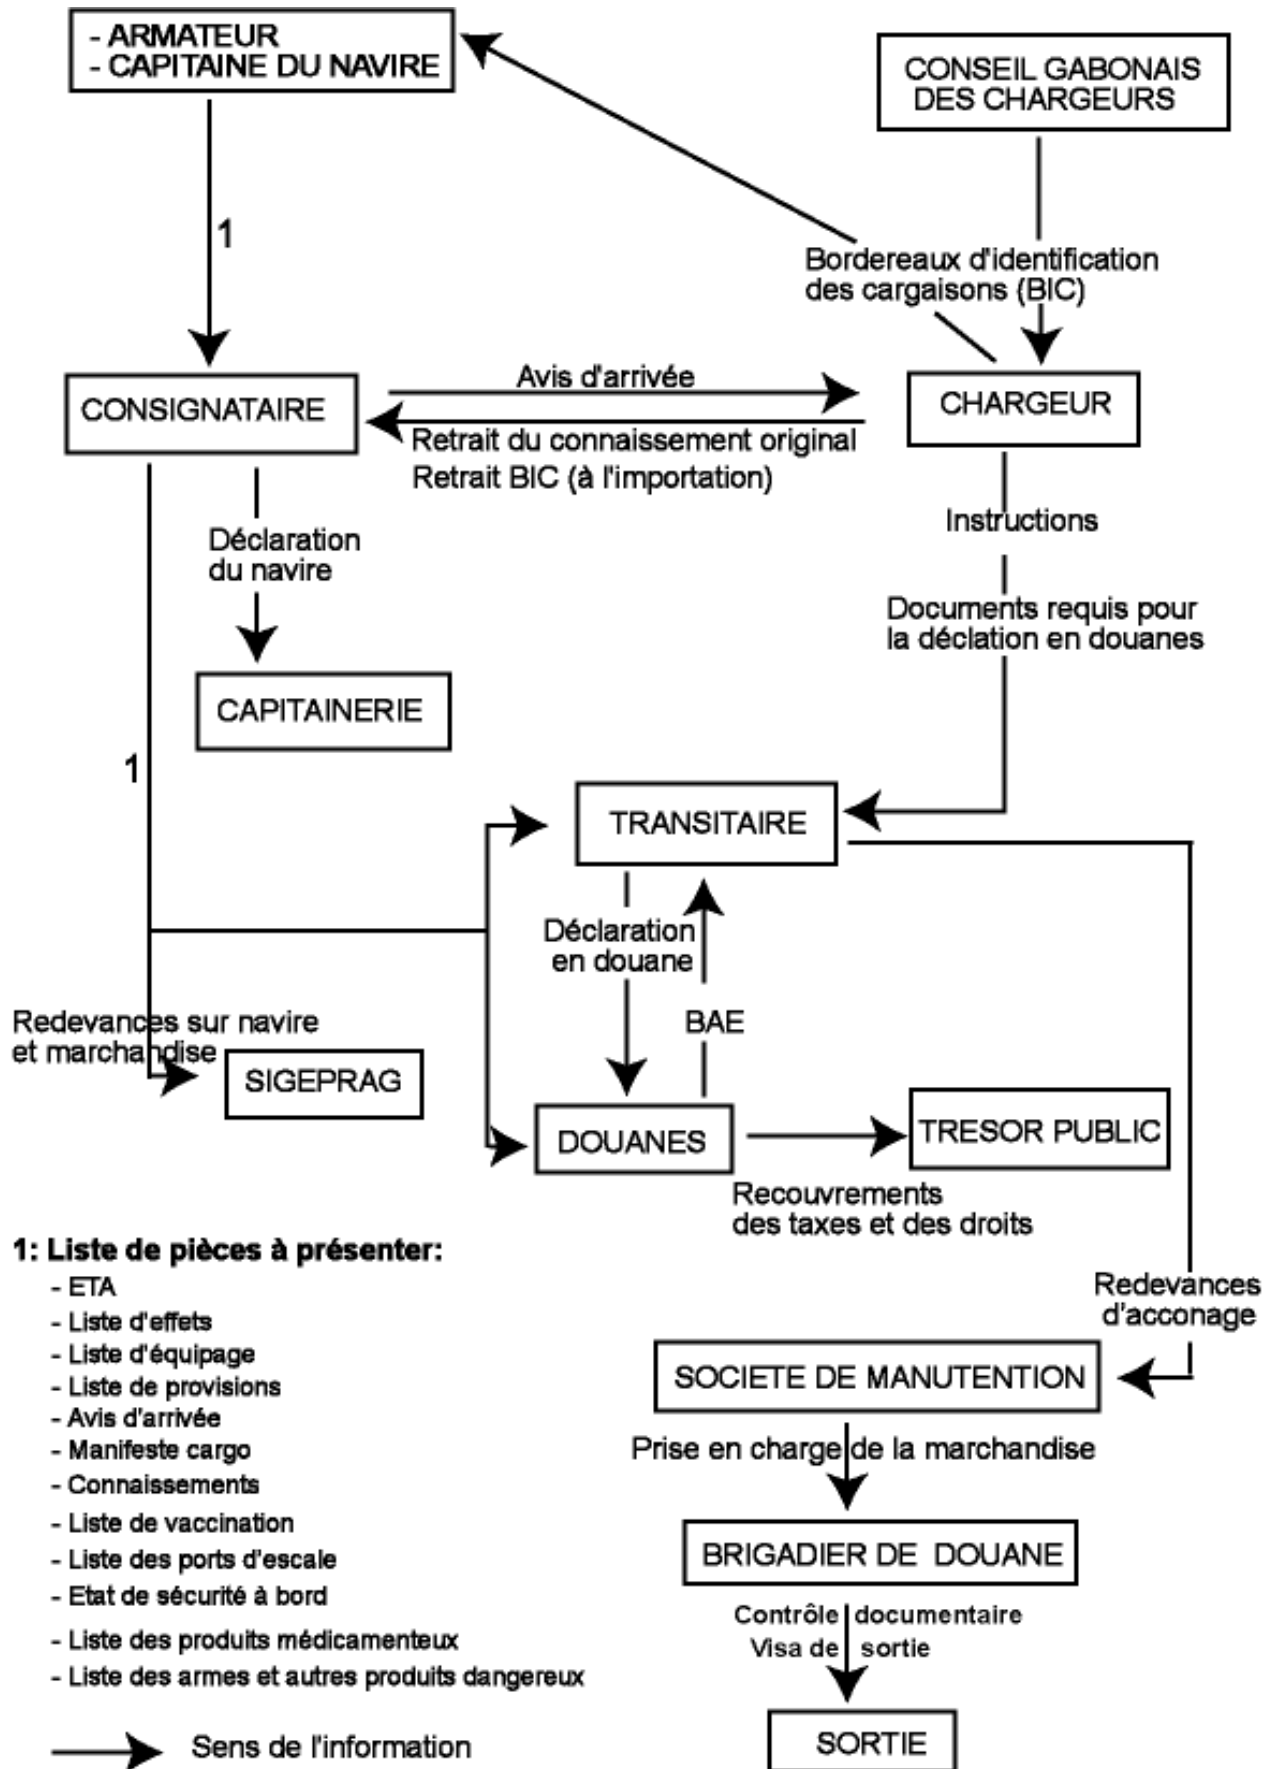 - ARMATEUR
- CAPITAINE DU NAVIRE
CONSEIL GABONAIS
DES CHARGEURS
1
Bordereaux d'identification
des cargaisons (BIC)
CONSIGNATAIRE
Avis d'arrivée
CHARGEUR
Retrait du connaissement original
Retrait BIC (à l'importation)
Instructions
Déclaration
du navire
Documents requis pour
la déclation en douanes
CAPITAINERIE
1
TRANSITAIRE
Déclaration
en douane
BAE
Redevances sur navire
et marchandise
SIGEPRAG
DOUANES
TRESOR PUBLIC
Recouvrements
des taxes et des droits
1: Liste de pièces à présenter:
- ETA
- Liste d'effets
- Liste d'équipage
- Liste de provisions
- Avis d'arrivée
- Manifeste cargo
- Connaissements
- Liste de vaccination
- Liste des ports d'escale
- Etat de sécurité à bord
- Liste des produits médicamenteux
- Liste des armes et autres produits dangereux
Sens de l'information
Redevances
d'acconage
SOCIETE DE MANUTENTION
Prise en charge de la marchandise
BRIGADIER DE DOUANE
Contrôle documentaire
Visa de sortie
SORTIE